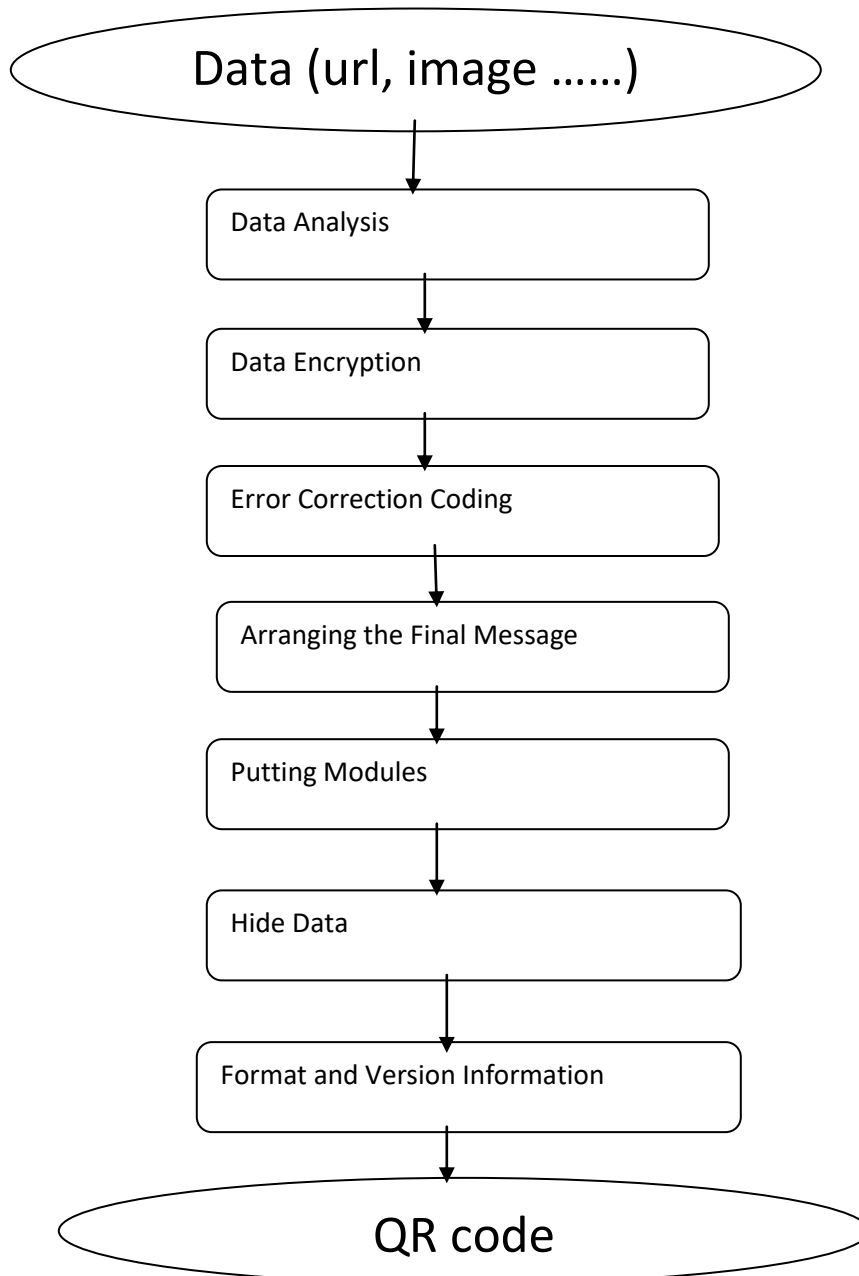 Data (url, image ......)
Data Analysis
Data Encryption
Error Correction Coding
Arranging the Final Message
Putting Modules
Hide Data
Format and Version Information
QR code